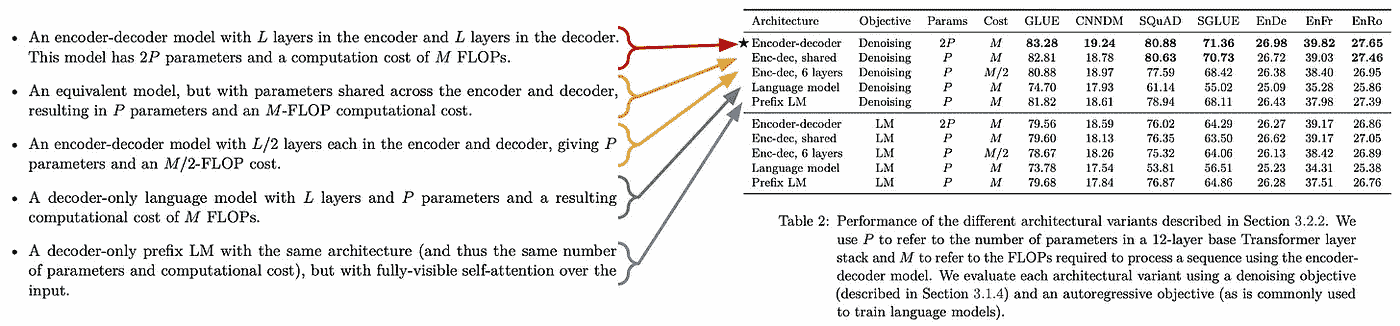 • An encoder-decoder model with L layers in the encoder and L layers in the decoder.
This model has 2P parameters and a computation cost of M FLOPs.
• An equivalent model, but with parameters shared across the encoder and decoder,
resulting in P parameters and an M-FLOP computational cost.
• An encoder-decoder model with L/2 layers each in the encoder and decoder, giving P
parameters and an M/2-FLOP cost.
• A decoder-only language model with L layers and P parameters and a resulting
computational cost of M FLOPs.
• A decoder-only prefix LM with the same architecture (and thus the same number
of parameters and computational cost), but with fully-visible self-attention over the
input.
Architecture Objective Params Cost GLUE CNNDM SQuAD SGLUE EnDe EnFr EnRo
★ Encoder-decoder Denoising 2P M 83.28 19.24 80.88 71.36 26.98 39.82 27.65
Enc-dec, shared Denoising P M 82.81 18.78 80.63 70.73 26.72 39.03 27.46
Enc-dec, 6 layers Denoising P M/2 80.88 18.97 77.59 68.42 26.38 38.40 26.95
Language model Denoising P M 74.70 17.93 61.14 55.02 25.09 35.28 25.86
Prefix LM Denoising P M 81.82 18.61 78.94 68.11 26.43 37.98 27.39
Encoder-decoder LM 2P M 79.56 18.59 76.02 64.29 26.27 39.17 26.86
Enc-dec, shared LM P M 79.60 18.13 76.35 63.50 26.62 39.17 27.05
Enc-dec, 6 layers LM P M/2 78.67 18.26 75.32 64.06 26.13 38.42 26.89
Language model LM P M 73.78 17.54 53.81 56.51 25.23 34.31 25.38
Prefix LM LM P M 79.68 17.84 76.87 64.86 26.28 37.51 26.76
Table 2: Performance of the different architectural variants described in Section 3.2.2. We
use P to refer to the number of parameters in a 12-layer base Transformer layer
stack and M to refer to the FLOPs required to process a sequence using the encoder-
decoder model. We evaluate each architectural variant using a denoising objective
(described in Section 3.1.4) and an autoregressive objective (as is commonly used
to train language models).